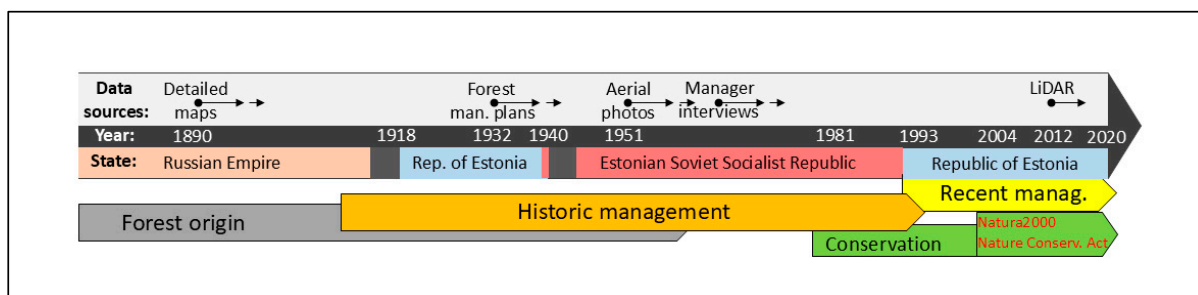 Data sources:
Detailed maps
Forest man. plans
Aerial photos
Manager interviews
LiDAR
Year:
1890
1918
1932
1940
1951
1981
1993
2004
2012
2020
State:
Russian Empire
Rep. of Estonia
Estonian Soviet Socialist Republic
Republic of Estonia
Recent manag.
Historic management
Forest origin
Conservation
Natura2000
Nature Conserv. Act